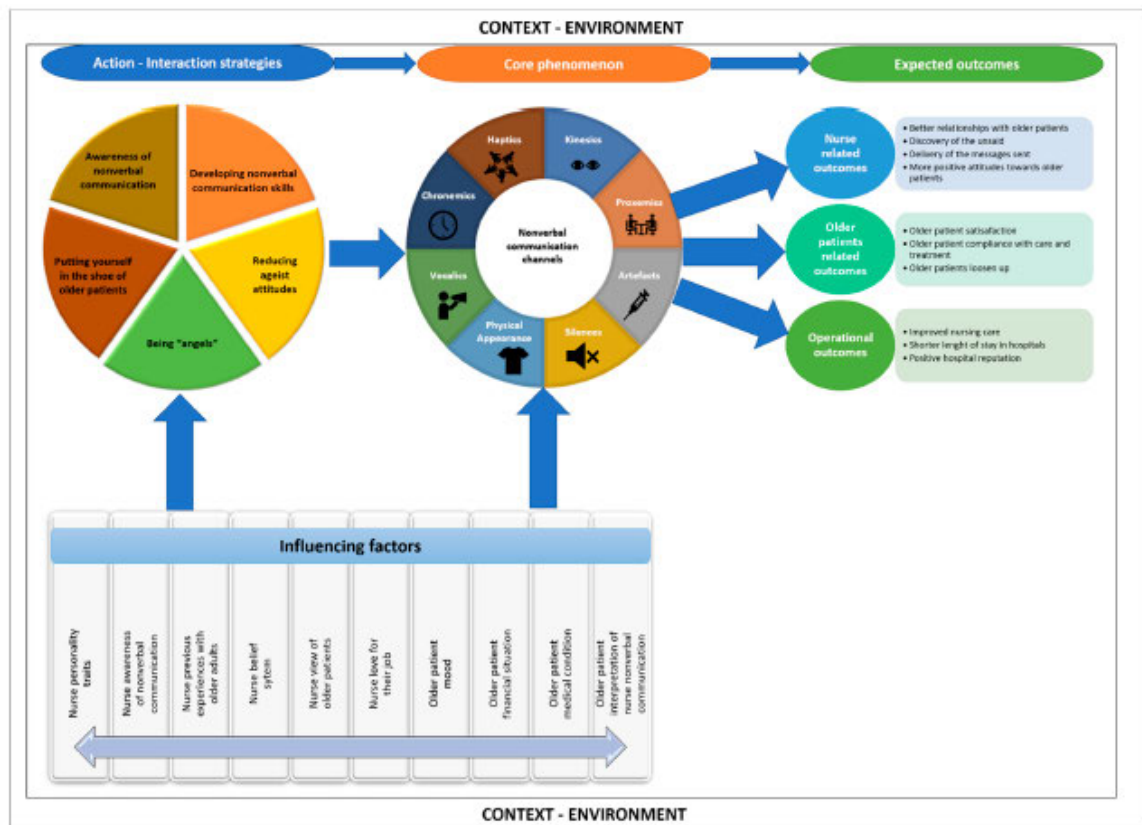 CONTEXT - ENVIRONMENT
Action - Interaction strategies
Core phenomenon
Expected outcomes
Awareness of
nonverbal
communication
Developing nonverbal
communication skills
Putting yourself
in the shoe of
older patients
Reducing
ageist
attitudes
Being "angels"
Haptics
Kinesics
Chronemics
Proxemics
Nonverbal
communication
channels
Vocalics
Artefacts
Physical
Appearance
Silences
Nurse
related
outcomes
• Better relationships with older patients
• Discovery of the unsaid
• Delivery of the messages sent
• More positive attitudes towards older
patients
Older
patients
related
outcomes
• Older patient satisafaction
• Older patient compliance with care and
treatment
• Older patients looses up
Operational
outcomes
• Improved nursing care
• Shorter lenght of stay in hospitals
• Positive hospital reputation
Influencing factors
Nurse personality
traits
Nurse awareness
of nonverbal
communication
Nurse previous
experiences with
older adults
Nurse belief
sytem
Nurse view of
older patients
Nurse love for
their job
Older patient
mood
Older patient
financial situation
Older patient
medical condition
Older patient
interpretation of
nurse nonverbal
communication
CONTEXT - ENVIRONMENT